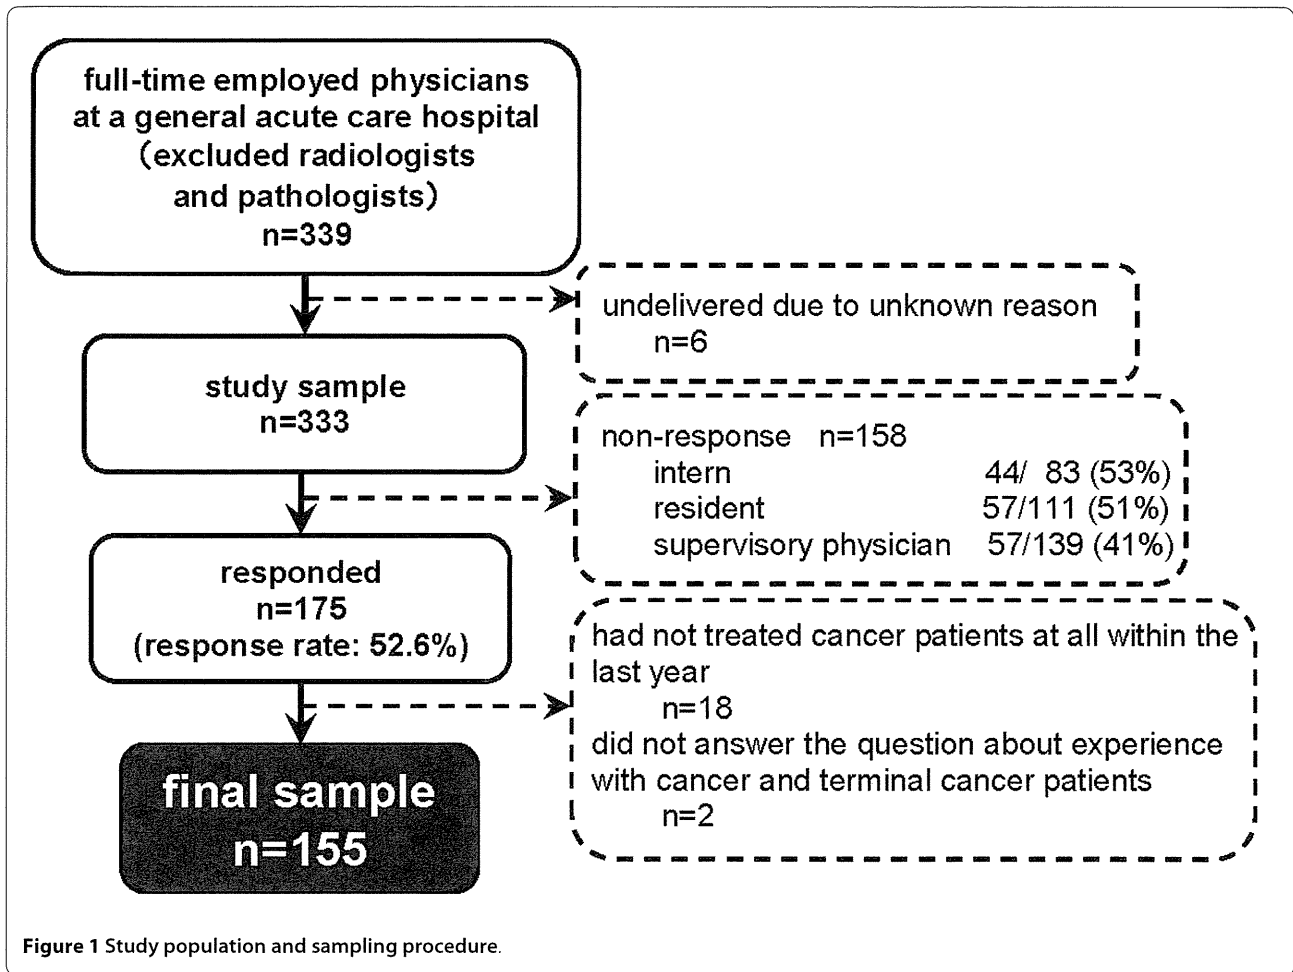 full-time employed physicians
at a general acute care hospital
(excluded radiologists
and pathologists)
n=339
undelivered due to unknown reason
n=6
study sample
n=333
non-response n=158
intern 44/ 83 (53%)
resident 57/111 (51%)
supervisory physician 57/139 (41%)
responded
n=175
(response rate: 52.6%)
had not treated cancer patients at all within the
last year
n=18
did not answer the question about experience
with cancer and terminal cancer patients
n=2
final sample
n=155
Figure 1 Study population and sampling procedure.